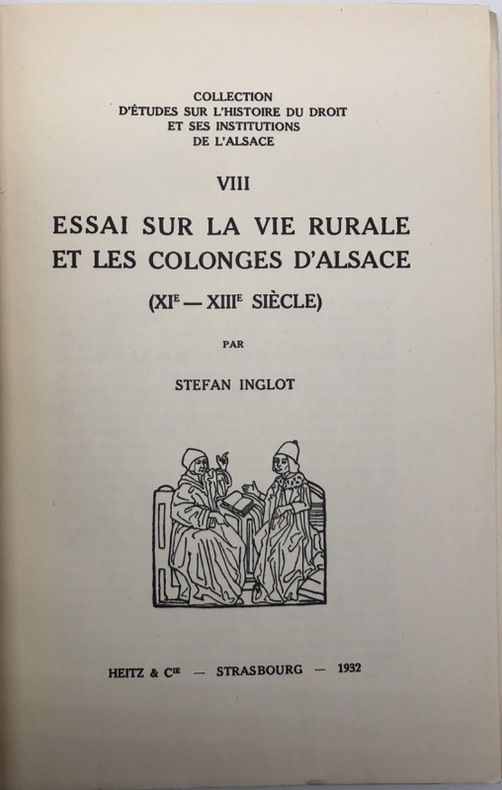 COLLECTION
D'ÉTUDES SUR L'HISTOIRE DU DROIT
ET SES INSTITUTIONS
DE L'ALSACE
VIII
ESSAI SUR LA VIE RURALE
ET LES COLONGES D'ALSACE
(XIᴱ — XIIIᴱ SIÈCLE)
PAR
STEFAN INGLOT
HEITZ & Cᴵᴱ — STRASBOURG — 1932